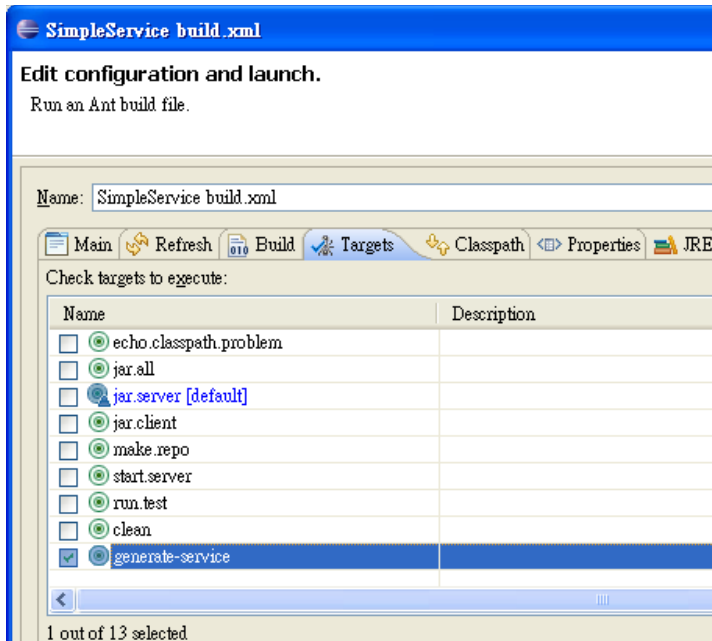 SimpleService build.xml
Edit configuration and launch.
Run an Ant build file.
Name: SimpleService build.xml
Main Refresh Build Targets Classpath Properties JRE
Check targets to execute:
Name Description
echo.classpath.problem
jar.all
jar.server [default]
jar.client
make.repo
start.server
run.test
clean
generate-service
1 out of 13 selected